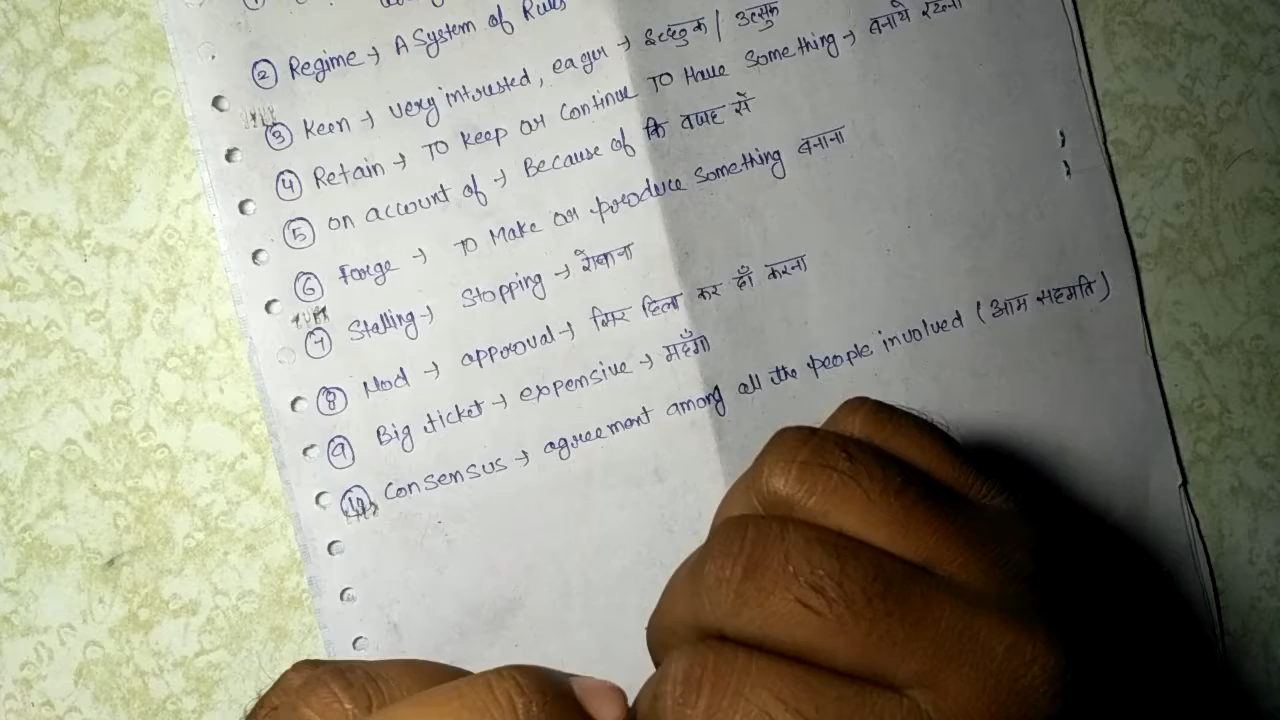 ② Regime → A System of Rules
③ Keen → very interested, eager → इच्छुक / उत्सुक
④ Retain → TO Keep or Continue TO Have Something → बनाये रखना
⑤ on account of → Because of कि वजह से
⑥ Forge → TO Make or produce Something बनाना
⑦ Stalling → Stopping → रोकना
⑧ Nod → approval → सिर हिला कर हाँ करना
⑨ Big ticket → expensive → महँगा
⑩ Consensus → agreement among all the people involved (आम सहमति)